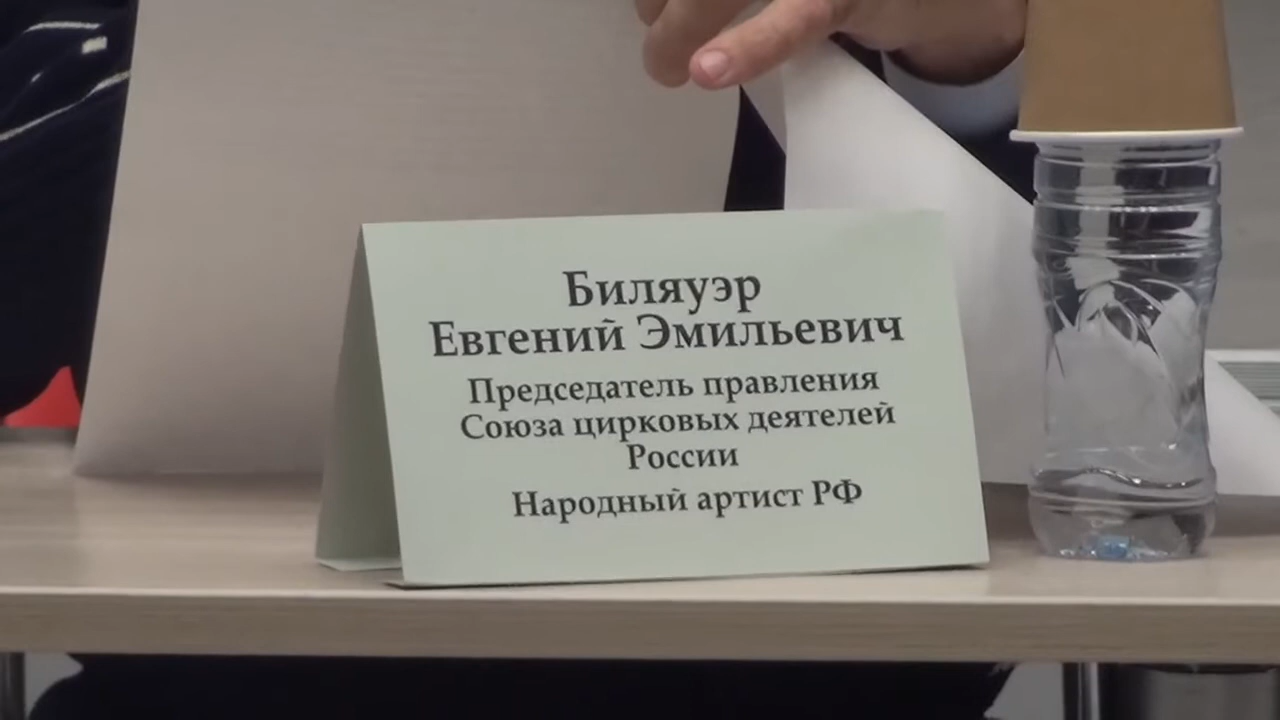 Биляуэр
Евгений Эмильевич
Председатель правления
Союза цирковых деятелей
России
Народный артист РФ